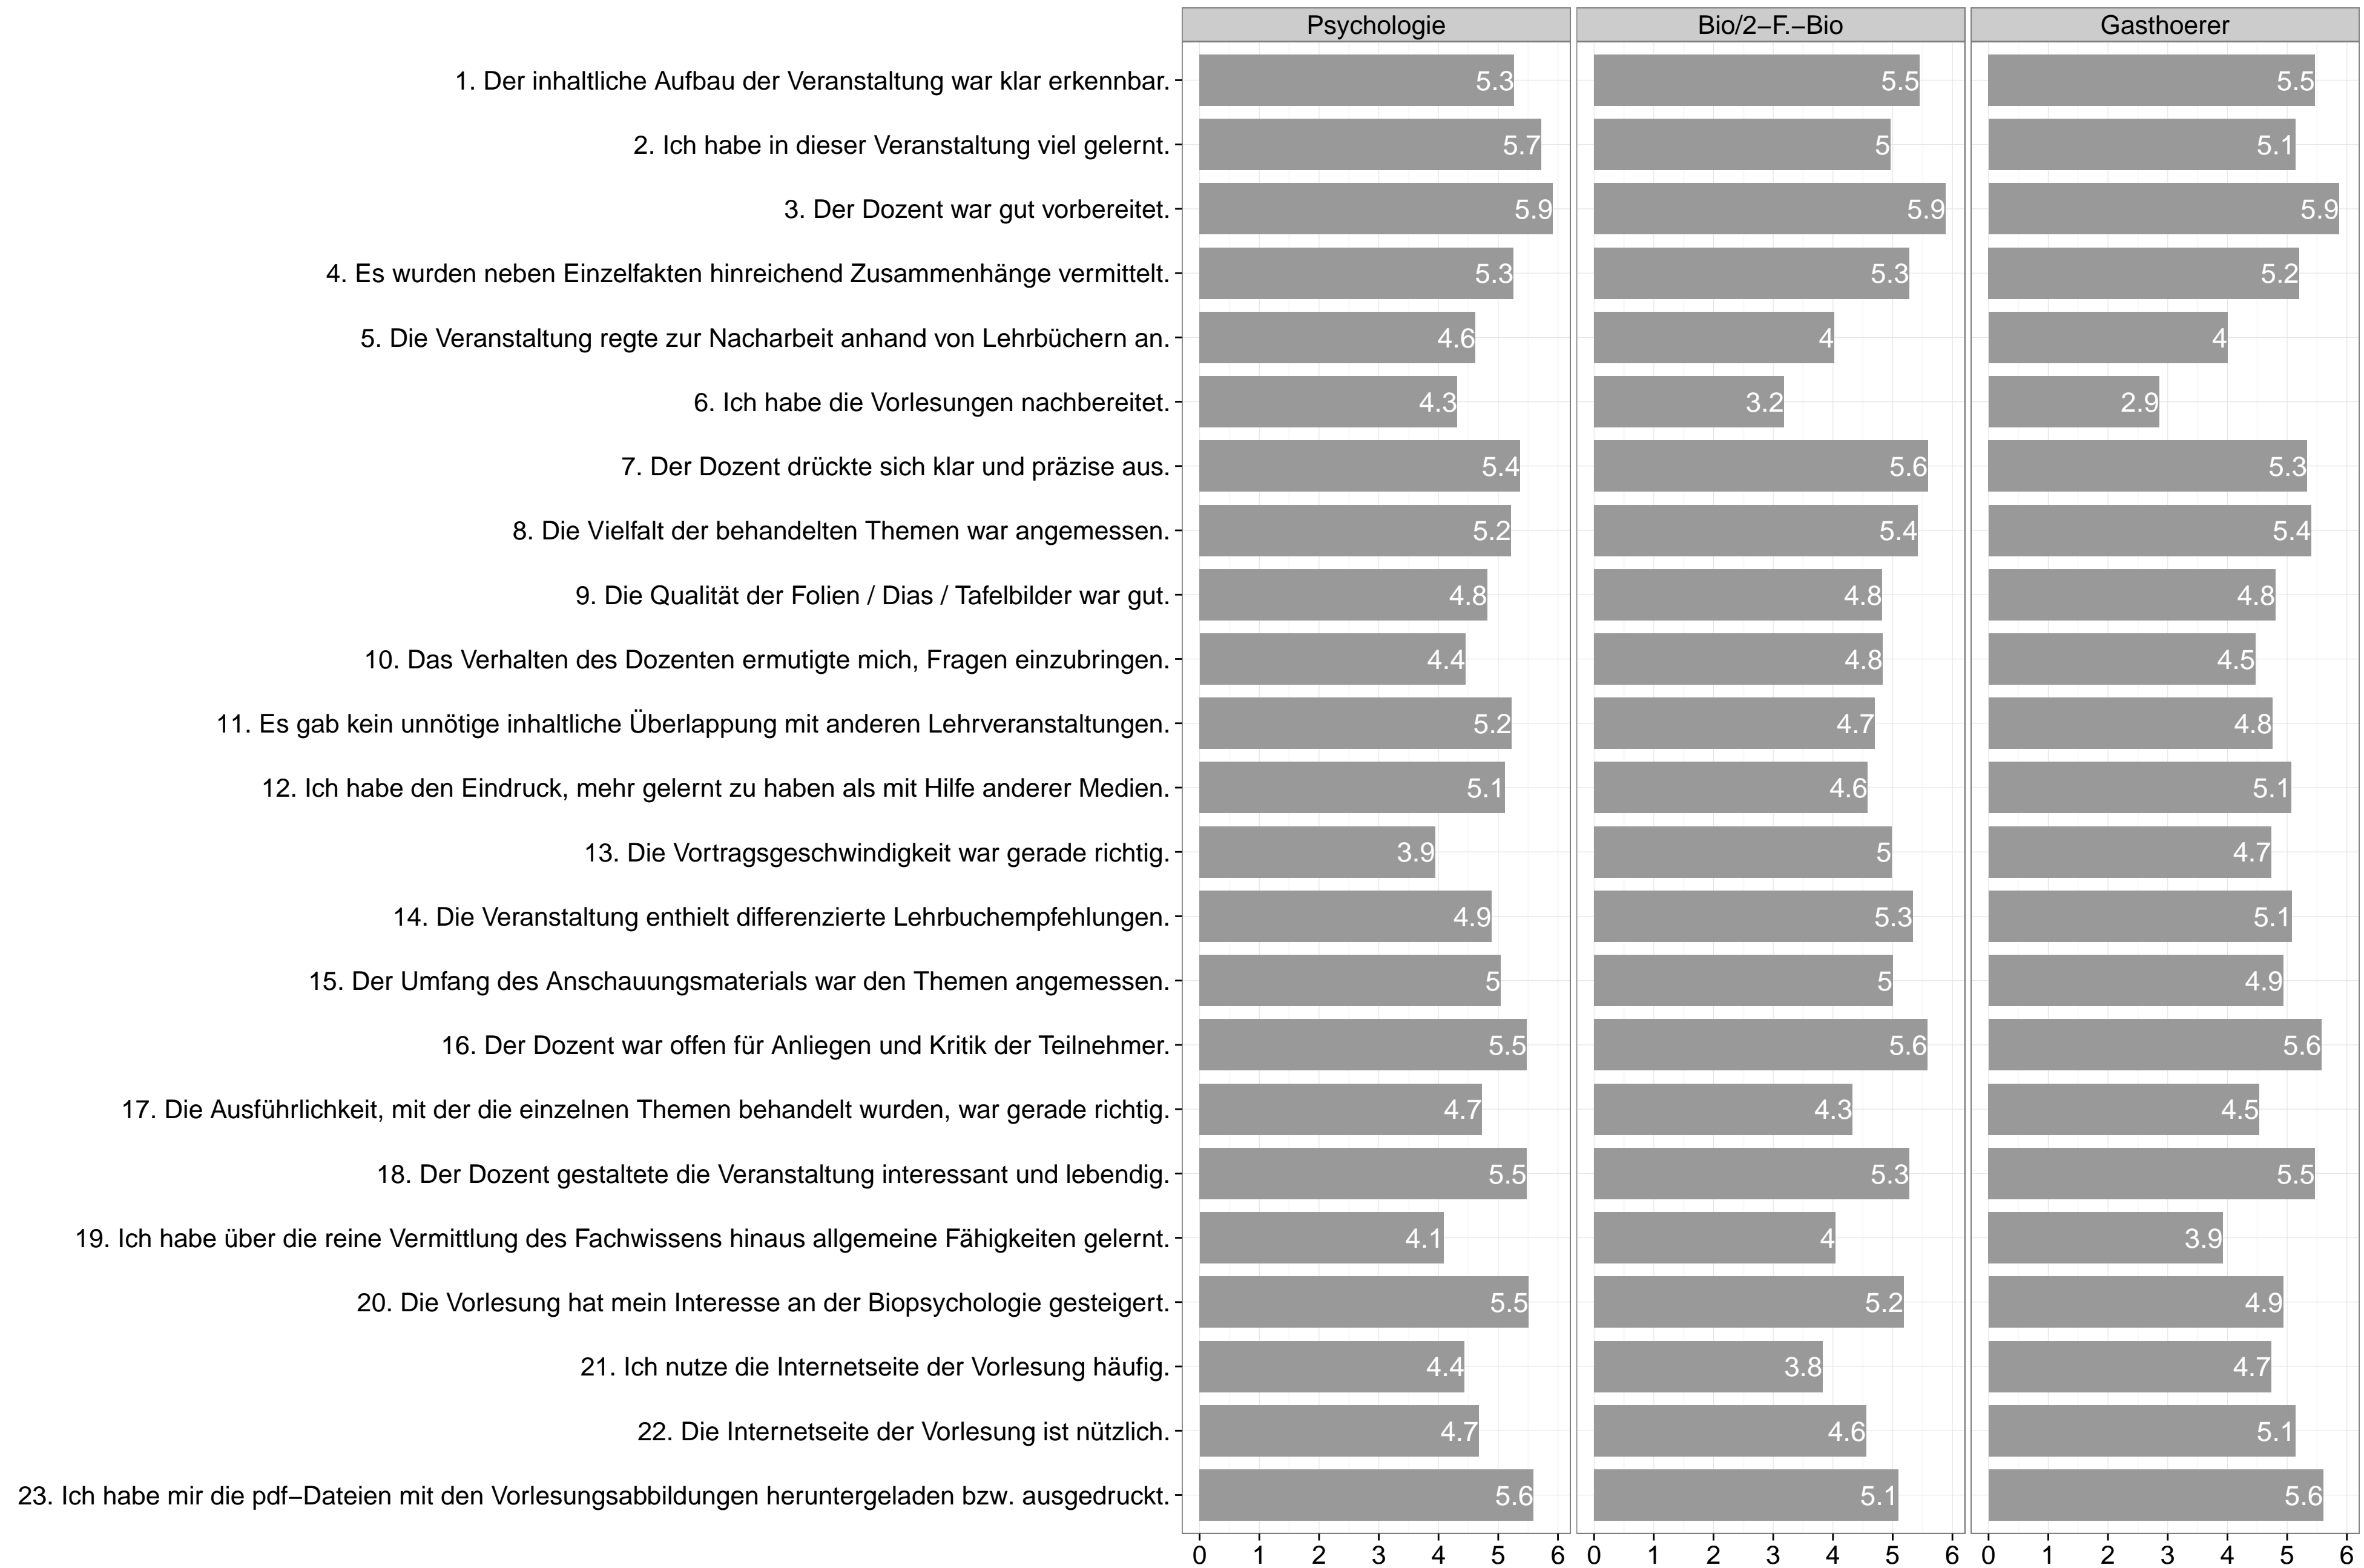 Psychologie Bio/2−F.−Bio Gasthoerer
1. Der inhaltliche Aufbau der Veranstaltung war klar erkennbar. 5.3 5.5 5.5
2. Ich habe in dieser Veranstaltung viel gelernt. 5.7 5 5.1
3. Der Dozent war gut vorbereitet. 5.9 5.9 5.9
4. Es wurden neben Einzelfakten hinreichend Zusammenhänge vermittelt. 5.3 5.3 5.2
5. Die Veranstaltung regte zur Nacharbeit anhand von Lehrbüchern an. 4.6 4 4
6. Ich habe die Vorlesungen nachbereitet. 4.3 3.2 2.9
7. Der Dozent drückte sich klar und präzise aus. 5.4 5.6 5.3
8. Die Vielfalt der behandelten Themen war angemessen. 5.2 5.4 5.4
9. Die Qualität der Folien / Dias / Tafelbilder war gut. 4.8 4.8 4.8
10. Das Verhalten des Dozenten ermutigte mich, Fragen einzubringen. 4.4 4.8 4.5
11. Es gab kein unnötige inhaltliche Überlappung mit anderen Lehrveranstaltungen. 5.2 4.7 4.8
12. Ich habe den Eindruck, mehr gelernt zu haben als mit Hilfe anderer Medien. 5.1 4.6 5.1
13. Die Vortragsgeschwindigkeit war gerade richtig. 3.9 5 4.7
14. Die Veranstaltung enthielt differenzierte Lehrbuchempfehlungen. 4.9 5.3 5.1
15. Der Umfang des Anschauungsmaterials war den Themen angemessen. 5 5 4.9
16. Der Dozent war offen für Anliegen und Kritik der Teilnehmer. 5.5 5.6 5.6
17. Die Ausführlichkeit, mit der die einzelnen Themen behandelt wurden, war gerade richtig. 4.7 4.3 4.5
18. Der Dozent gestaltete die Veranstaltung interessant und lebendig. 5.5 5.3 5.5
19. Ich habe über die reine Vermittlung des Fachwissens hinaus allgemeine Fähigkeiten gelernt. 4.1 4 3.9
20. Die Vorlesung hat mein Interesse an der Biopsychologie gesteigert. 5.5 5.2 4.9
21. Ich nutze die Internetseite der Vorlesung häufig. 4.4 3.8 4.7
22. Die Internetseite der Vorlesung ist nützlich. 4.7 4.6 5.1
23. Ich habe mir die pdf−Dateien mit den Vorlesungsabbildungen heruntergeladen bzw. ausgedruckt. 5.6 5.1 5.6
0 1 2 3 4 5 6 0 1 2 3 4 5 6 0 1 2 3 4 5 6